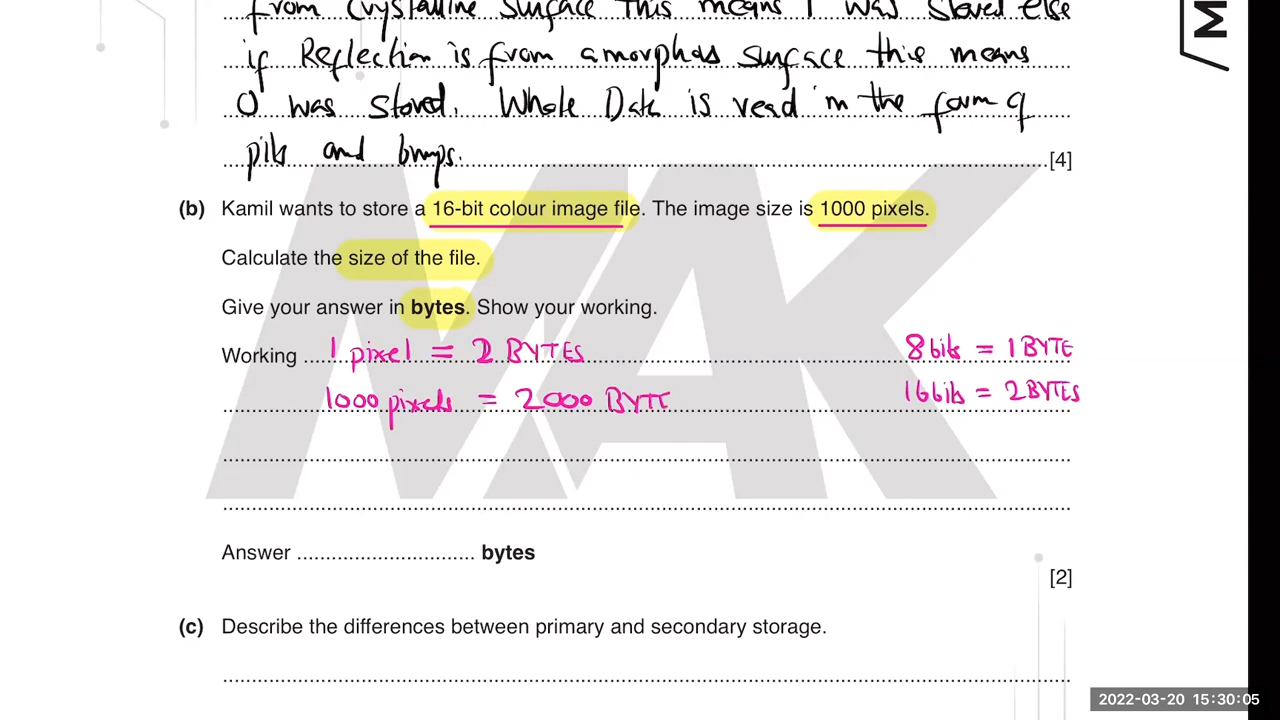 from Crystalline surface this means 1 was stored else
if Reflection is from amorphas surface this means
0 was stored. Whole Data is read in the form of
pits and bumps. [4]
M
(b) Kamil wants to store a 16-bit colour image file. The image size is 1000 pixels.
Calculate the size of the file.
Give your answer in bytes. Show your working.
Working 1 pixel = 2 BYTES 8 bits = 1 BYTE
1000 pixels = 2000 BYTE 16 bits = 2 BYTES
MAK
Answer .............................. bytes
[2]
(c) Describe the differences between primary and secondary storage.
2022-03-20 15:30:05